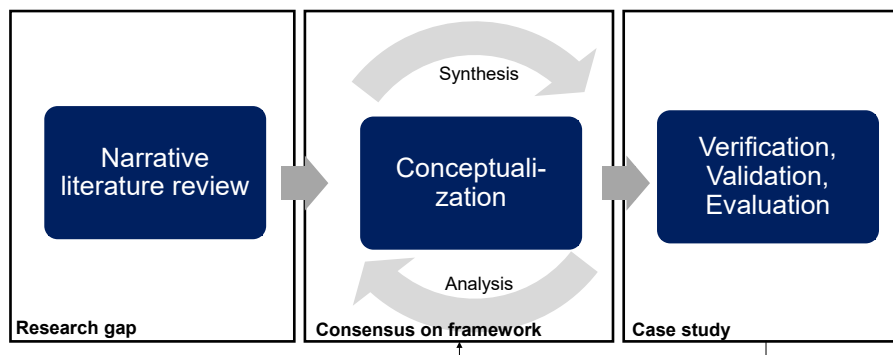 Narrative
literature review
Research gap
Synthesis
Conceptuali-
zation
Analysis
Consensus on framework
Verification,
Validation,
Evaluation
Case study